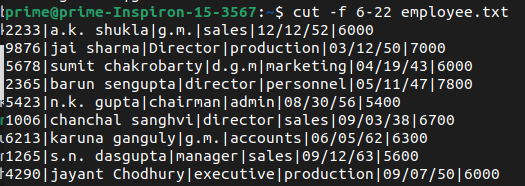 prime@prime-Inspiron-15-3567:~$ cut -f 6-22 employee.txt
2233|a.k. shukla|g.m.|sales|12/12/52|6000
9876|jai sharma|Director|production|03/12/50|7000
5678|sumit chakrobarty|d.g.m|marketing|04/19/43|6000
2365|barun sengupta|director|personnel|05/11/47|7800
5423|n.k. gupta|chairman|admin|08/30/56|5400
1006|chanchal sanghvi|director|sales|09/03/38|6700
6213|karuna ganguly|g.m.|accounts|06/05/62|6300
1265|s.n. dasgupta|manager|sales|09/12/63|5600
4290|jayant Chodhury|executive|production|09/07/50|6000